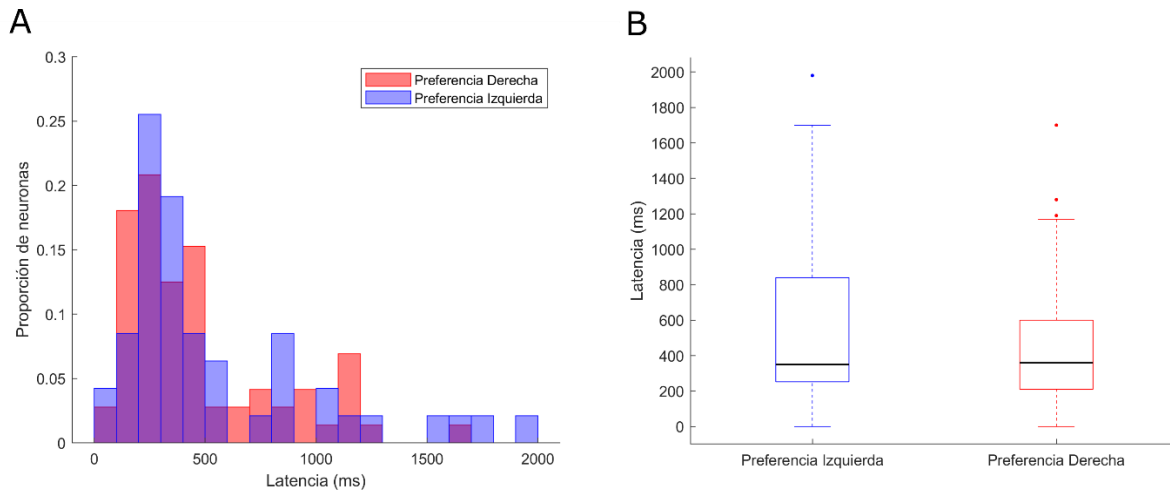 A
0.3
0.25
0.2
0.15
0.1
0.05
0
Proporción de neuronas
0 500 1000 1500 2000
Latencia (ms)
Preferencia Derecha
Preferencia Izquierda
B
2000
1800
1600
1400
1200
1000
800
600
400
200
0
Latencia (ms)
Preferencia Izquierda Preferencia Derecha